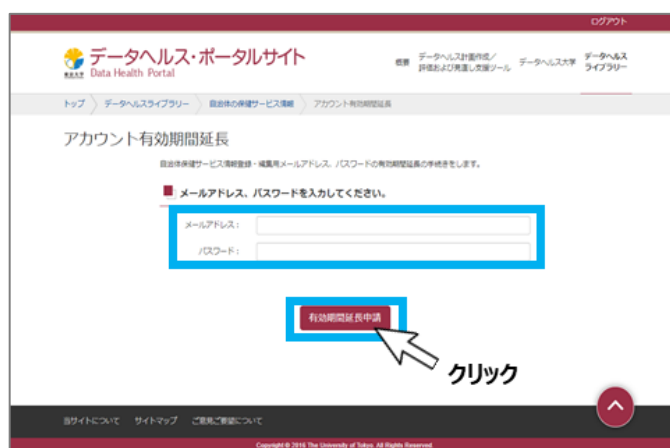 ログアウト
データヘルス・ポータルサイト
Data Health Portal
概要
データヘルス計画作成/
評価および見直し支援ツール
データヘルス大学
データヘルス
ライブラリー
トップ
データヘルスライブラリー
自治体の保健サービス情報
アカウント有効期間延長
アカウント有効期間延長
自治体保健サービス情報登録・編集用メールアドレス、パスワードの有効期間延長の手続きをします。
メールアドレス、パスワードを入力してください。
メールアドレス：
パスワード：
有効期間延長申請
クリック
当サイトについて
サイトマップ
ご意見ご要望について
Copyright © 2016 The University of Tokyo. All Rights Reserved.